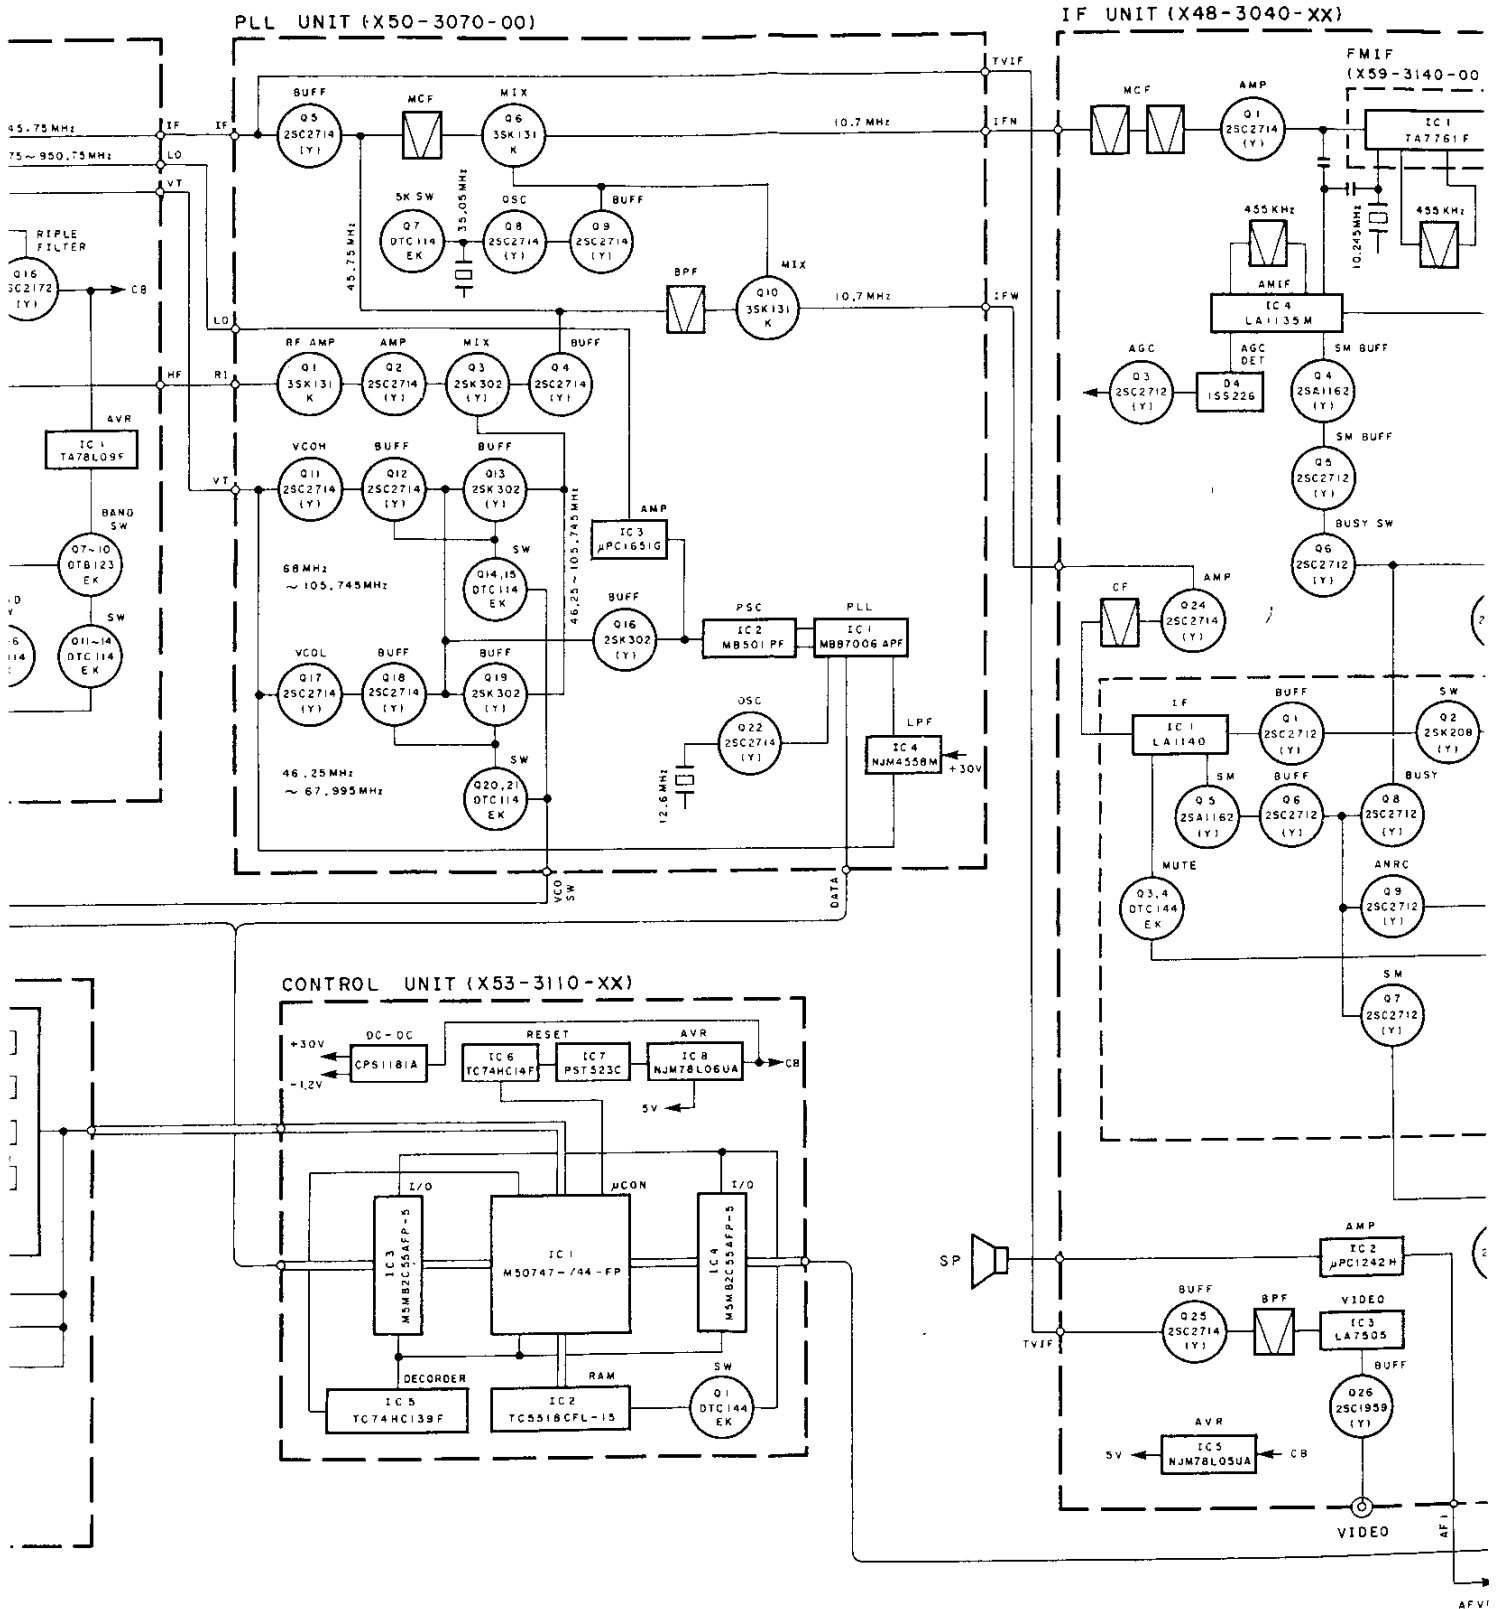 PLL UNIT (X50-3070-00)
IF UNIT (X48-3040-XX)
FMIF
(X59-3140-00
TVIF
BUFF
Q5
2SC2714
(Y)
MCF
MIX
Q6
3SK131
K
10.7MHz
IFN
MCF
AMP
Q1
2SC2714
(Y)
IC1
TA7761F
45.75MHz
IF
IF
75~950.75MHz
LO
VT
5K SW
Q7
DTC114
EK
35.05MHz
OSC
Q8
2SC2714
(Y)
BUFF
Q9
2SC2714
(Y)
45.75MHz
455KHz
10.245MHz
455KHz
RIPLE
FILTER
Q16
SC2172
(Y)
CB
BPF
MIX
Q10
3SK131
K
10.7MHz
IFW
AMIF
IC4
LA1135M
LO
RF AMP
Q1
3SK131
K
AMP
Q2
2SC2714
(Y)
MIX
Q3
2SK302
(Y)
BUFF
Q4
2SC2714
(Y)
HF
RI
AGC
Q3
2SC2712
(Y)
AGC
DET
D4
1SS226
SM BUFF
Q4
2SA1162
(Y)
AVR
IC1
TA78L09F
SM BUFF
Q5
2SC2712
(Y)
VT
VCOH
Q11
2SC2714
(Y)
BUFF
Q12
2SC2714
(Y)
BUFF
Q13
2SK302
(Y)
46.25~105.745MHz
AMP
IC3
µPC1651G
BAND
SW
Q7~10
DTB123
EK
68MHz
~105.745MHz
SW
Q14,15
DTC114
EK
BUSY SW
Q6
2SC2712
(Y)
CF
AMP
Q24
2SC2714
(Y)
SW
Q11~14
DTC114
EK
BUFF
Q16
2SK302
(Y)
PSC
IC2
MB501PF
PLL
IC1
MB87006APF
VCOL
Q17
2SC2714
(Y)
BUFF
Q18
2SC2714
(Y)
BUFF
Q19
2SK302
(Y)
OSC
Q22
2SC2714
(Y)
LPF
IC4
NJM4558M
+30V
12.6MHz
46.25MHz
~67.995MHz
SW
Q20,21
DTC114
EK
IF
IC1
LA1140
BUFF
Q1
2SC2712
(Y)
SW
Q2
2SK208
(Y)
SM
Q5
2SA1162
(Y)
BUFF
Q6
2SC2712
(Y)
BUSY
Q8
2SC2712
(Y)
MUTE
Q3,4
DTC144
EK
ANRC
Q9
2SC2712
(Y)
SM
Q7
2SC2712
(Y)
VCO
SW
DATA
CONTROL UNIT (X53-3110-XX)
+30V
-12V
DC-DC
CPS1181A
RESET
IC6
TC74HC14F
IC7
PST523C
AVR
IC8
NJM78L06UA
CB
5V
I/O
IC3
M5M82C55AFP-5
µCON
IC1
M50747-744-FP
I/O
IC4
M5M82C55AFP-5
DECORDER
IC5
TC74HC139F
RAM
IC2
TC5518CFL-15
SW
Q1
DTC144
EK
SP
AMP
IC2
µPC1242H
TVIF
BUFF
Q25
2SC2714
(Y)
BPF
VIDEO
IC3
LA7505
BUFF
Q26
2SC1959
(Y)
AVR
5V
IC5
NJM78L05UA
CB
VIDEO
AF1